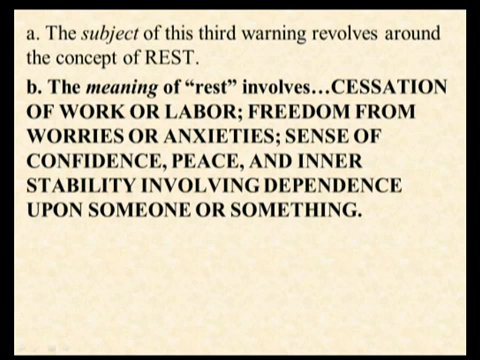 a. The subject of this third warning revolves around
the concept of REST.
b. The meaning of “rest” involves…CESSATION
OF WORK OR LABOR; FREEDOM FROM
WORRIES OR ANXIETIES; SENSE OF
CONFIDENCE, PEACE, AND INNER
STABILITY INVOLVING DEPENDENCE
UPON SOMEONE OR SOMETHING.